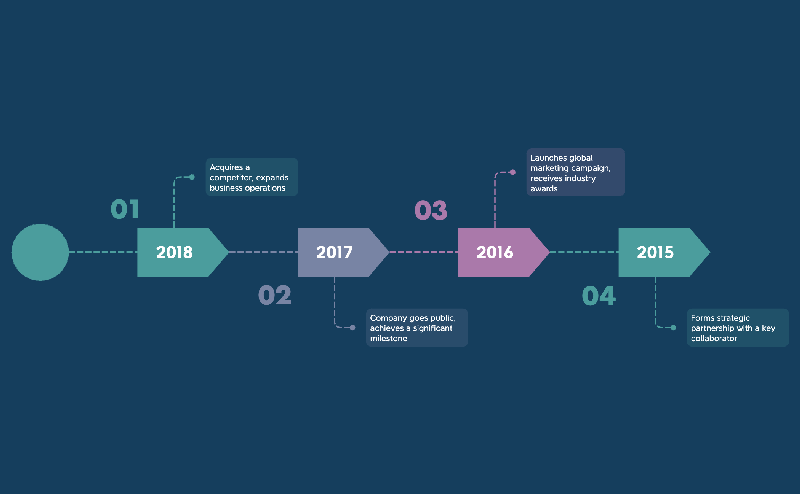 01
2018
Acquires a
competitor, expands
business operations
02
2017
Company goes public,
achieves a significant
milestone
03
2016
Launches global
marketing campaign,
receives industry
awards
04
2015
Forms strategic
partnership with a key
collaborator